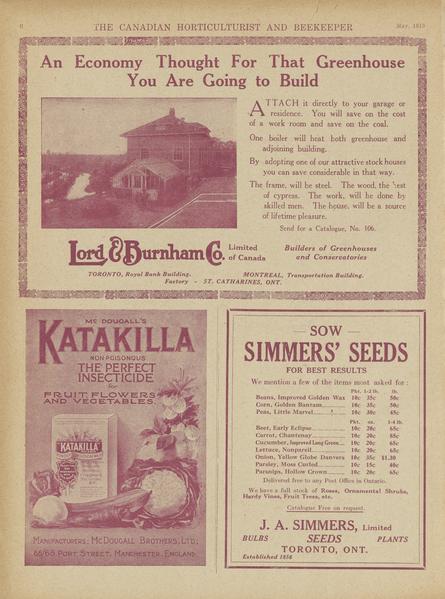 6 THE CANADIAN HORTICULTURIST AND BEEKEEPER May, 1919
An Economy Thought For That Greenhouse
You Are Going to Build
ATTACH it directly to your garage or
residence. You will save on the cost
of a work room and save on the coal.
One boiler will heat both greenhouse and
adjoining building.
By adopting one of our attractive stock houses
you can save considerable in that way.
The frame, will be steel. The wood, the best
of cypress. The work, will be done by
skilled men. The house, will be a source
of lifetime pleasure.
Send for a Catalogue, No. 106.
Lord & Burnham Co. Limited of Canada
Builders of Greenhouses
and Conservatories
TORONTO, Royal Bank Building. MONTREAL, Transportation Building.
Factory - ST. CATHARINES, ONT.
Mc DOUGALL'S
KATAKILLA
NON POISONOUS
THE PERFECT
INSECTICIDE
for
FRUIT, FLOWERS
AND VEGETABLES.
KATAKILLA
MANUFACTURERS; McDOUGALL BROTHERS, LTD;
66/68 PORT STREET, MANCHESTER, ENGLAND.
SOW
SIMMERS' SEEDS
FOR BEST RESULTS
We mention a few of the items most asked for:
Pkt. 1-2 lb. lb.
Beans, Improved Golden Wax 10c 35c 50c
Corn, Golden Bantam 10c 35c 50c
Peas, Little Marvel 10c 30c 45c
Pkt. oz. 1-4 lb.
Beet, Early Eclipse 10c 20c 65c
Carrot, Chantenay 10c 20c 85c
Cucumber, Improved Long Green 10c 20c 65c
Lettuce, Nonpareil 10c 20c 60c
Onion, Yellow Globe Danvers 10c 35c $1.30
Parsley, Moss Curled 10c 15c 40c
Parsnips, Hollow Crown 10c 20c 65c
Delivered free to any Post Office in Ontario.
We have a full stock of Roses, Ornamental Shrubs,
Hardy Vines, Fruit Trees, etc.
Catalogue Free on request.
J. A. SIMMERS, Limited
BULBS SEEDS PLANTS
TORONTO, ONT.
Established 1856